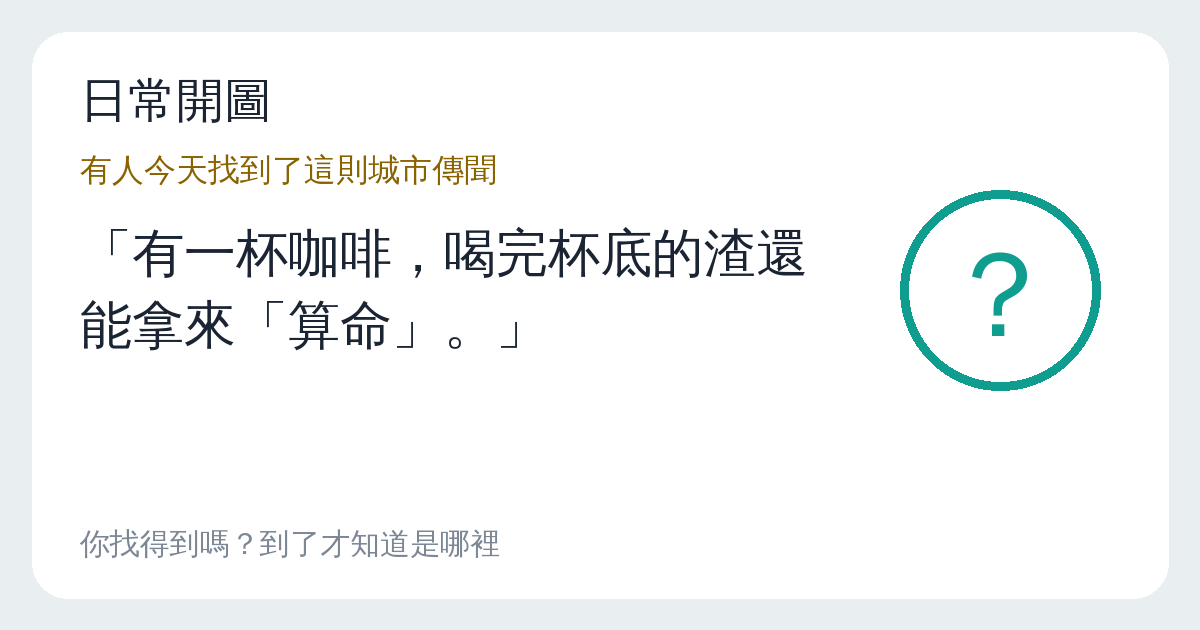 日常開圖
有人今天找到了這則城市傳聞
「有一杯咖啡，喝完杯底的渣還
能拿來「算命」。」
?
你找得到嗎？到了才知道是哪裡